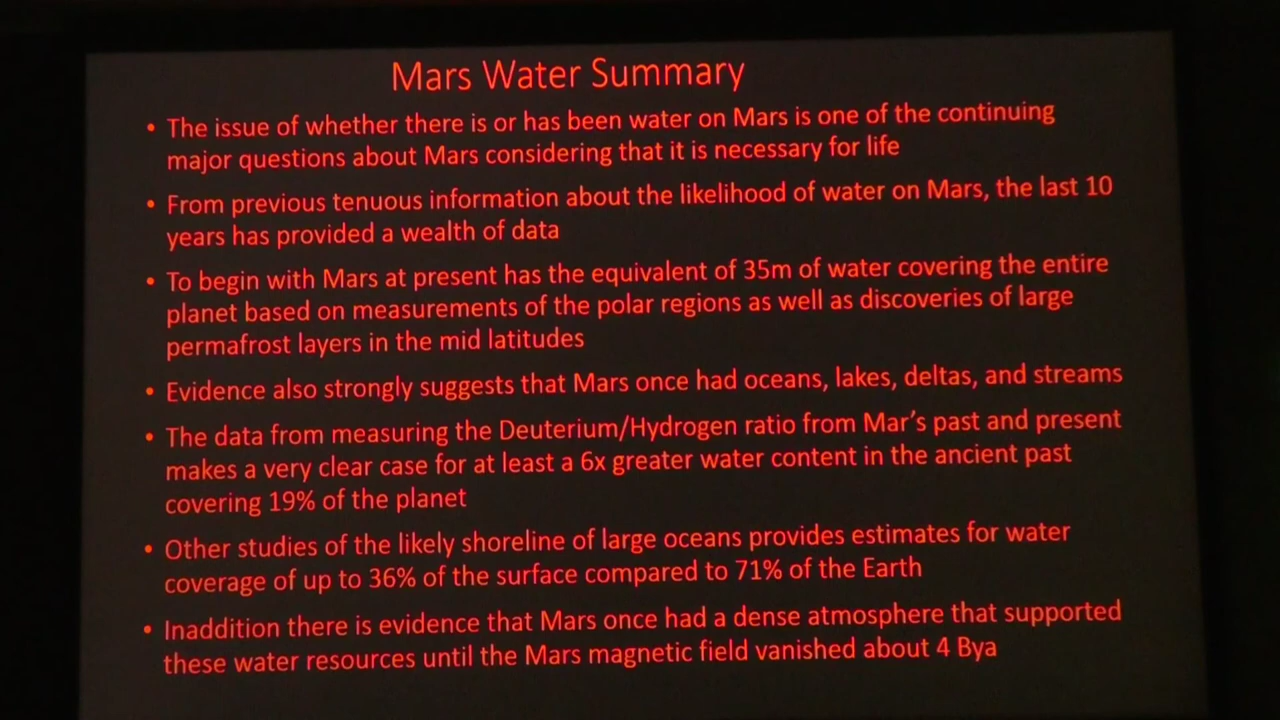 Mars Water Summary
• The issue of whether there is or has been water on Mars is one of the continuing
major questions about Mars considering that it is necessary for life
• From previous tenuous information about the likelihood of water on Mars, the last 10
years has provided a wealth of data
• To begin with Mars at present has the equivalent of 35m of water covering the entire
planet based on measurements of the polar regions as well as discoveries of large
permafrost layers in the mid latitudes
• Evidence also strongly suggests that Mars once had oceans, lakes, deltas, and streams
• The data from measuring the Deuterium/Hydrogen ratio from Mar's past and present
makes a very clear case for at least a 6x greater water content in the ancient past
covering 19% of the planet
• Other studies of the likely shoreline of large oceans provides estimates for water
coverage of up to 36% of the surface compared to 71% of the Earth
• Inaddition there is evidence that Mars once had a dense atmosphere that supported
these water resources until the Mars magnetic field vanished about 4 Bya